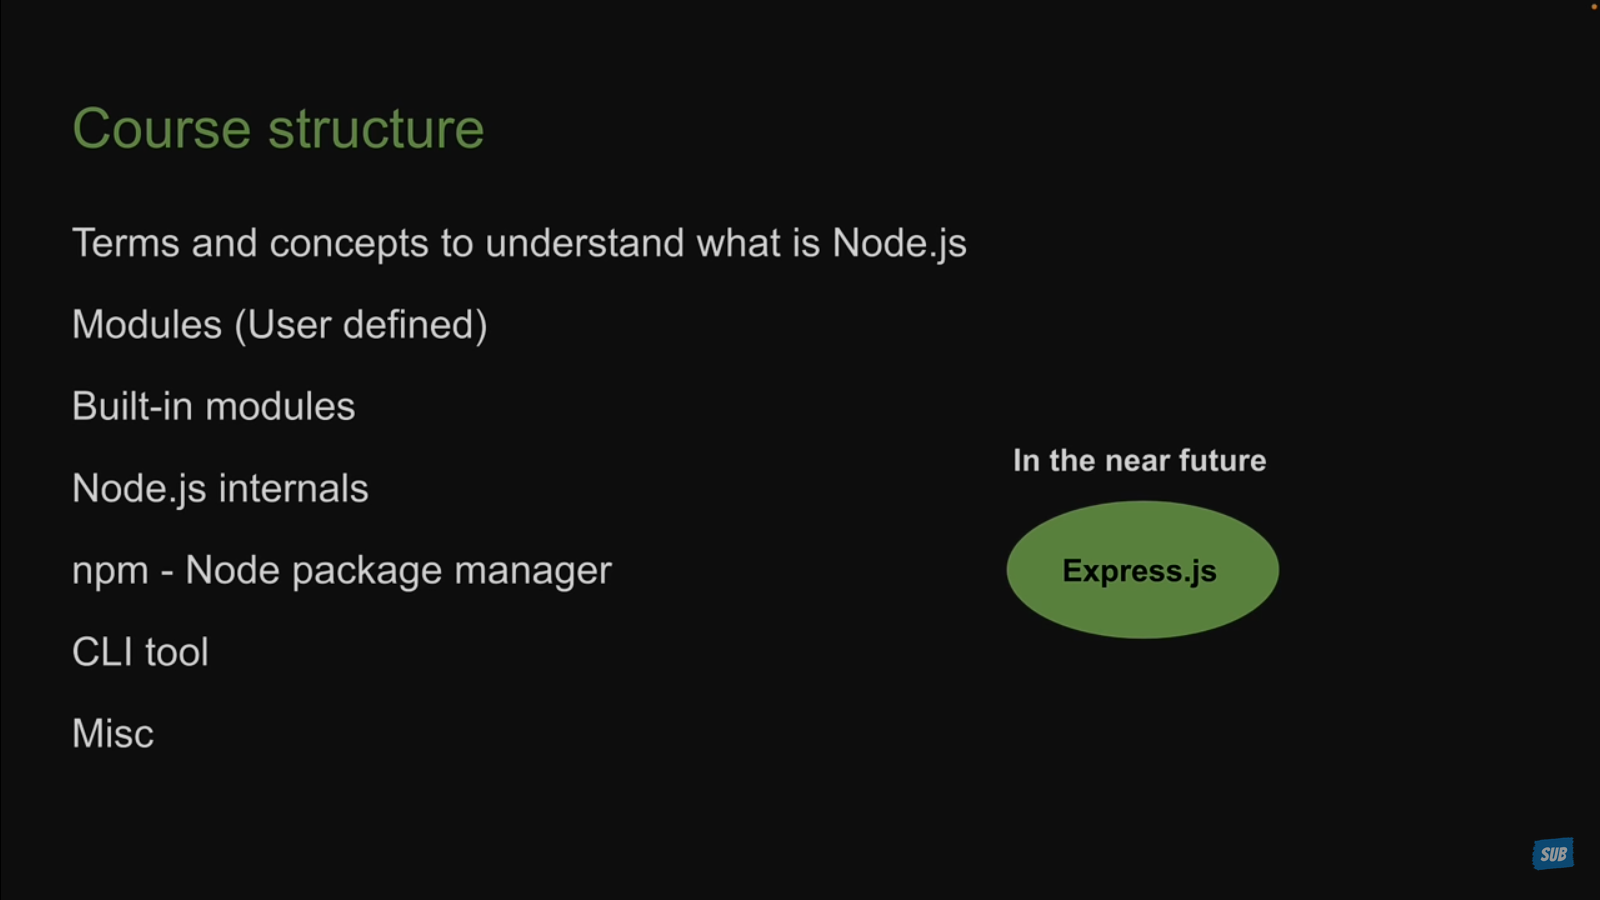 Course structure
Terms and concepts to understand what is Node.js
Modules (User defined)
Built-in modules
Node.js internals
npm - Node package manager
CLI tool
Misc
In the near future
Express.js
SUB